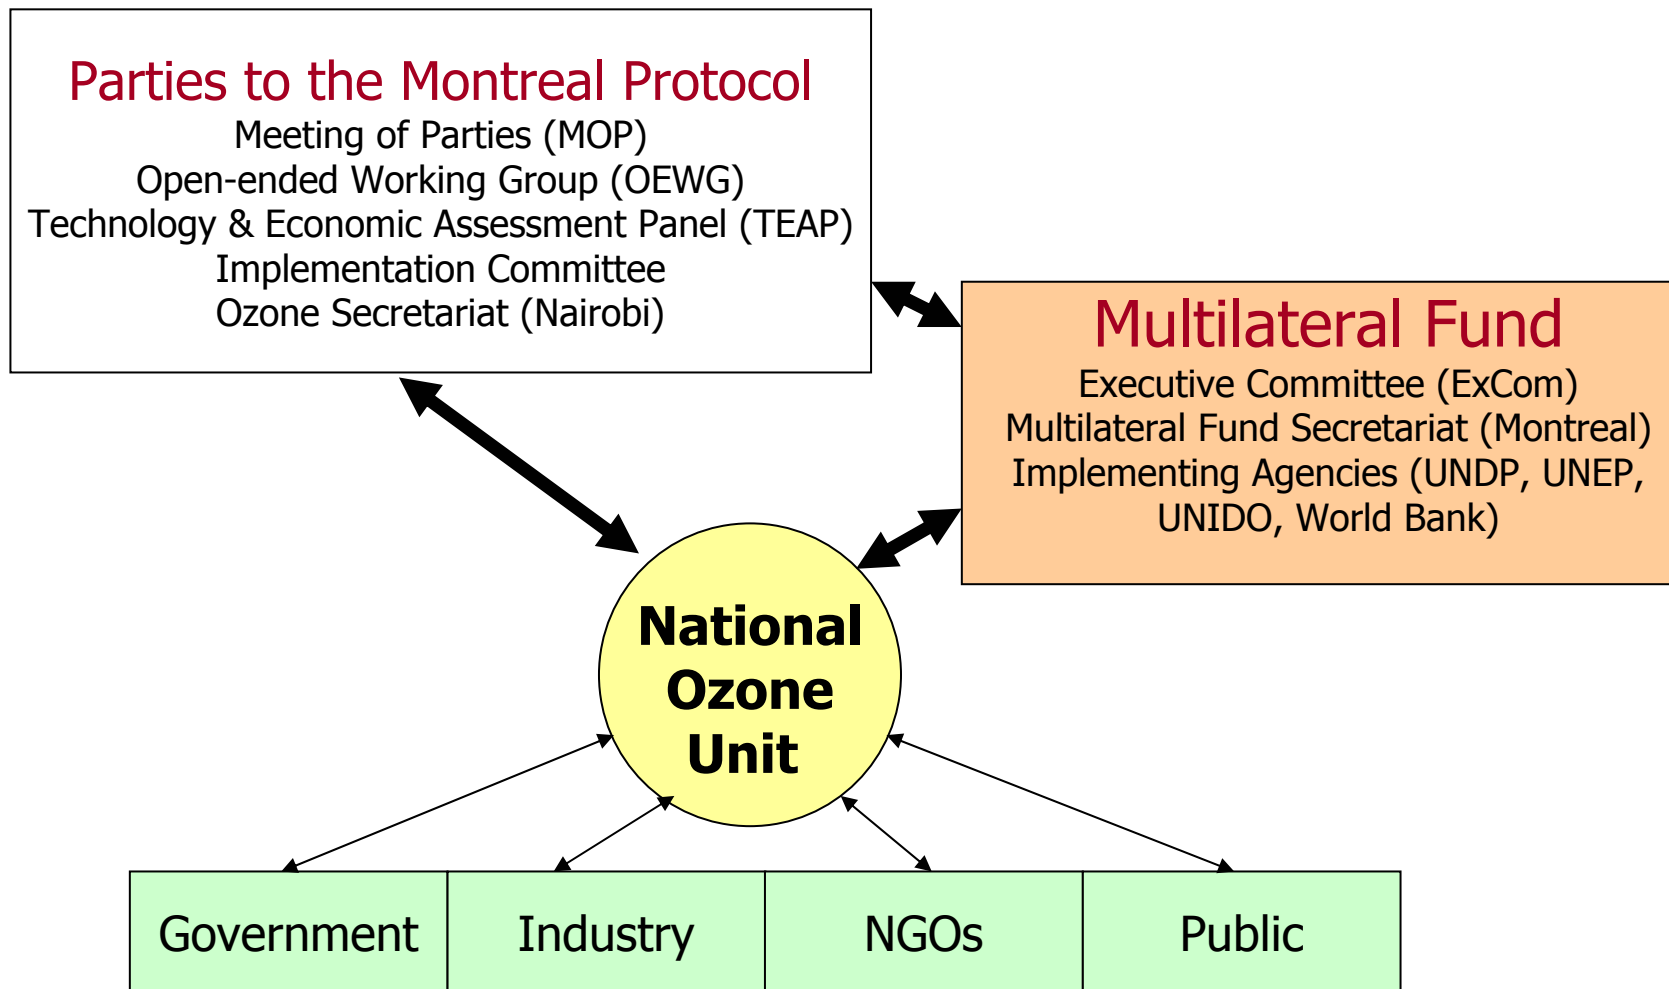 Parties to the Montreal Protocol
Meeting of Parties (MOP)
Open-ended Working Group (OEWG)
Technology & Economic Assessment Panel (TEAP)
Implementation Committee
Ozone Secretariat (Nairobi)
Multilateral Fund
Executive Committee (ExCom)
Multilateral Fund Secretariat (Montreal)
Implementing Agencies (UNDP, UNEP,
UNIDO, World Bank)
National
Ozone
Unit
Government
Industry
NGOs
Public